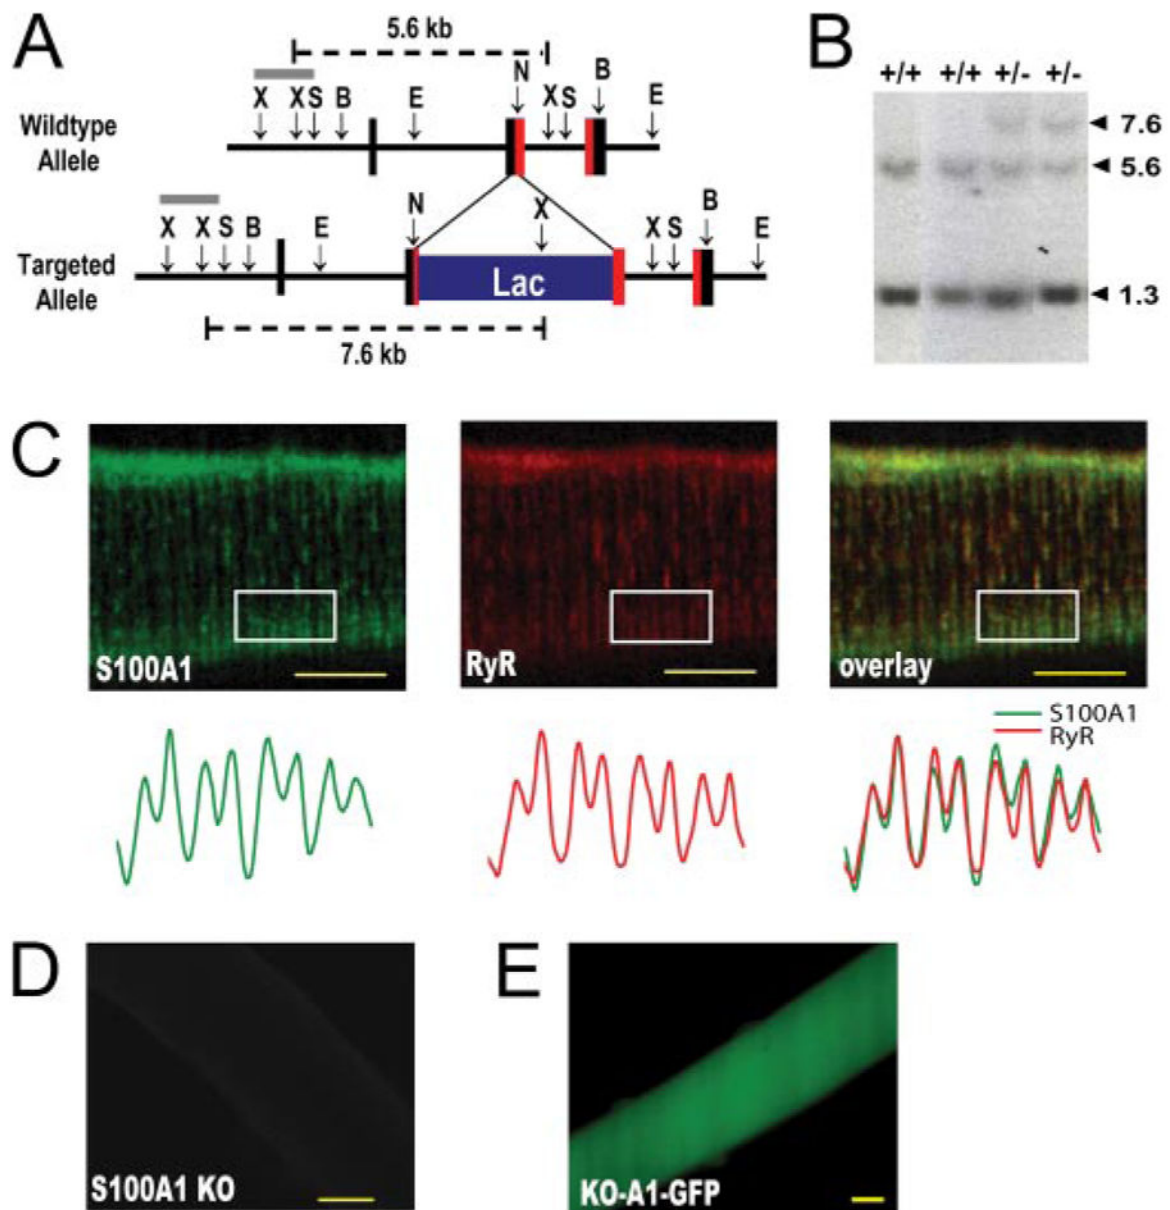 A
5.6 kb
X X S B E N X S B E
Wildtype
Allele
X X S B E N X X S B E
Targeted
Allele
Lac
7.6 kb
B
+/+ +/+ +/- +/-
7.6
5.6
1.3
C
S100A1
RyR
overlay
S100A1
RyR
D
S100A1 KO
E
KO-A1-GFP